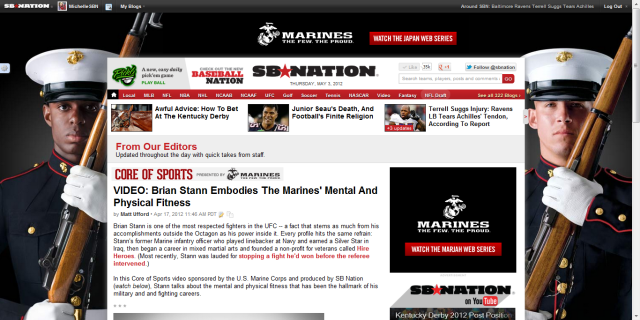 SB NATION
MichelleSBN
My Blogs
Around SBN: Baltimore Ravens Terrell Suggs Tears Achilles
Log Out
MARINES
THE FEW. THE PROUD.
WATCH THE JAPAN WEB SERIES
A new, easy daily
pick'em game
PLAY BALL
CHECK OUT THE NEW
BASEBALL
NATION
SB NATION
THURSDAY, MAY 3, 2012
Like
75k
+1
Follow @sbnation
Search teams, played, posts and comments...
GO
Local MLB NFL NBA NHL NCAAB NCAAF UFC Golf Soccer Tennis NASCAR Video Fantasy NFL Draft
See all 322 Blogs
Awful Advice: How To Bet
At The Kentucky Derby
Junior Seau's Death, And
Football's Finite Religion
+3 updates
Terrell Suggs Injury: Ravens
LB Tears Achilles' Tendon,
According To Report
From Our Editors
Updated throughout the day with quick takes from staff.
CORE OF SPORTS PRESENTED BY MARINES
VIDEO: Brian Stann Embodies The Marines' Mental And
Physical Fitness
by Matt Ufford • Apr 17, 2012 11:46 AM PDT
Brian Stann is one of the most respected fighters in the UFC -- a fact that stems as much from his
accomplishments outside the Octagon as his power inside it. Every profile hits the same refrain:
Stann's former Marine infantry officer who played linebacker at Navy and earned a Silver Star in
Iraq, then began a career in mixed martial arts and founded a non-profit for veterans called Hire
Heroes. (Most recently, Stann was lauded for stopping a fight he'd won before the referee
intervened.)
In this Core of Sports video sponsored by the U.S. Marine Corps and produced by SB Nation
(watch below), Stann talks about the mental and physical fitness that has been the hallmark of his
military and and fighting careers.
* * *
MARINES
THE FEW. THE PROUD.
WATCH THE MARJAH WEB SERIES
SB NATION
on YouTube
Kentucky Derby 2012 Post Position